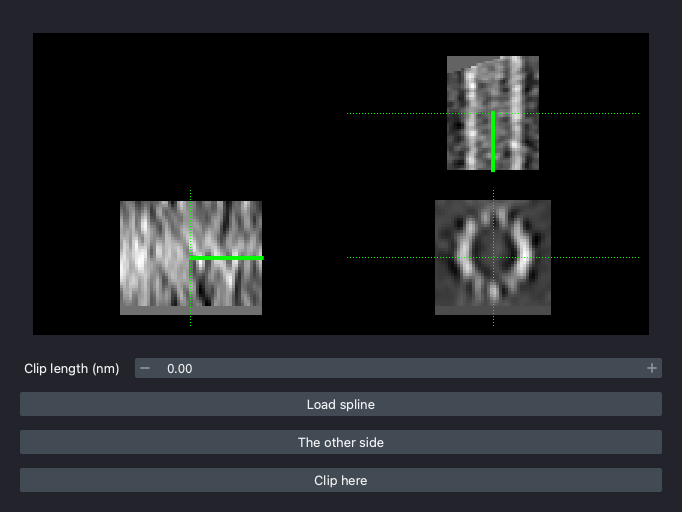 Clip length (nm) − 0.00 +
Load spline
The other side
Clip here